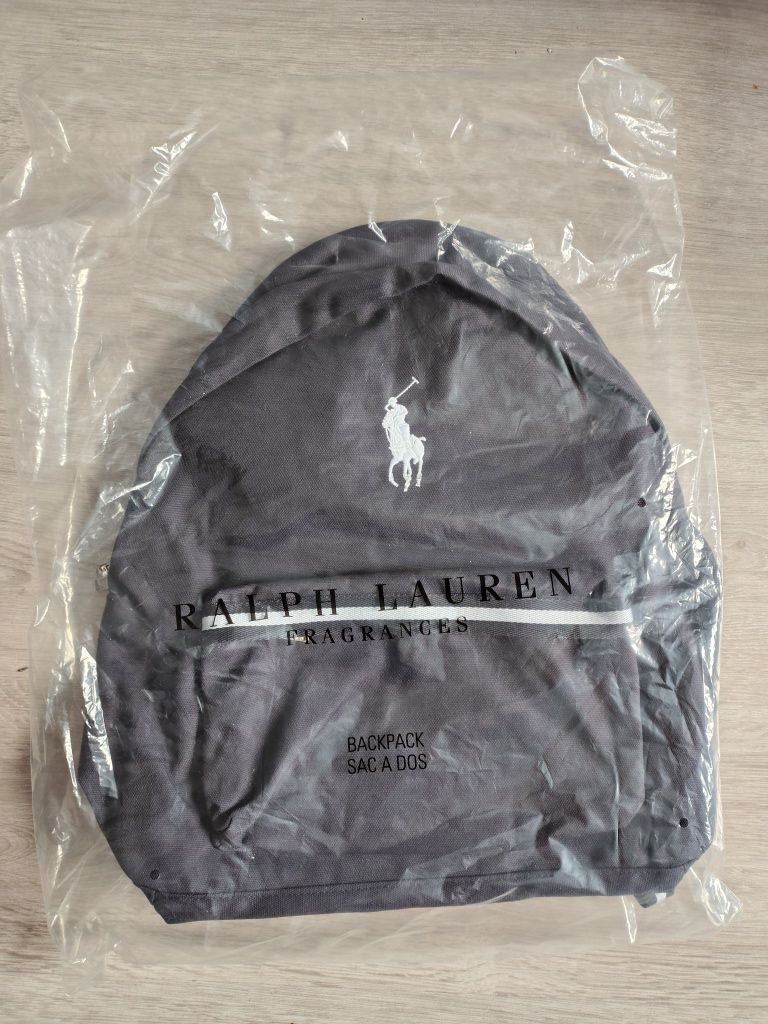 RALPH LAUREN
FRAGRANCES
BACKPACK
SAC A DOS